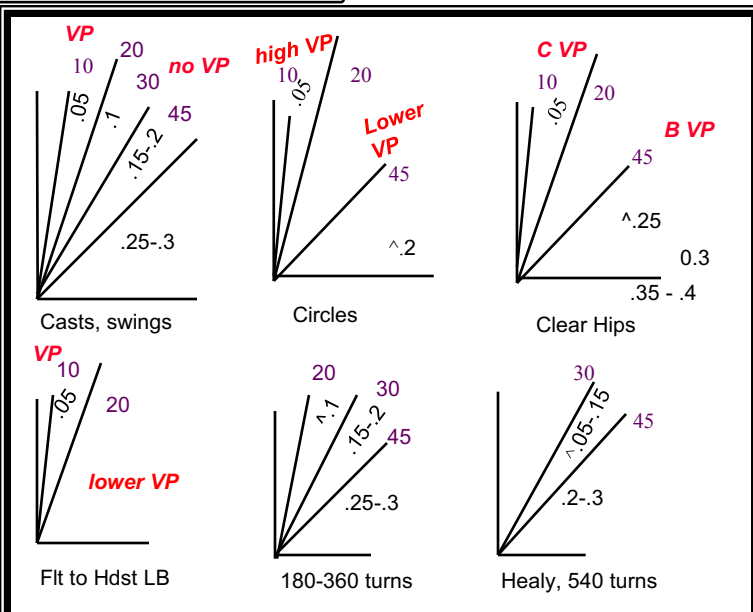 VP
10
20
.05
.1
no VP
30
45
.15-.2
.25-.3
Casts, swings
high VP
10
.05
20
Lower
VP
45
^.2
Circles
C VP
10
.05
20
B VP
45
^.25
0.3
.35 - .4
Clear Hips
VP
10
.05
20
lower VP
Flt to Hdst LB
20
^.1
30
.15-.2
45
.25-.3
180-360 turns
30
^.05-.15
45
.2-.3
Healy, 540 turns